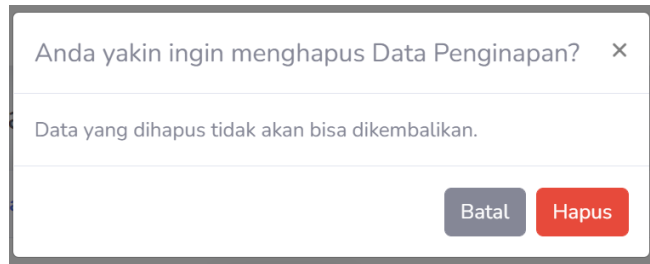 Anda yakin ingin menghapus Data Penginapan? ×
Data yang dihapus tidak akan bisa dikembalikan.
Batal Hapus